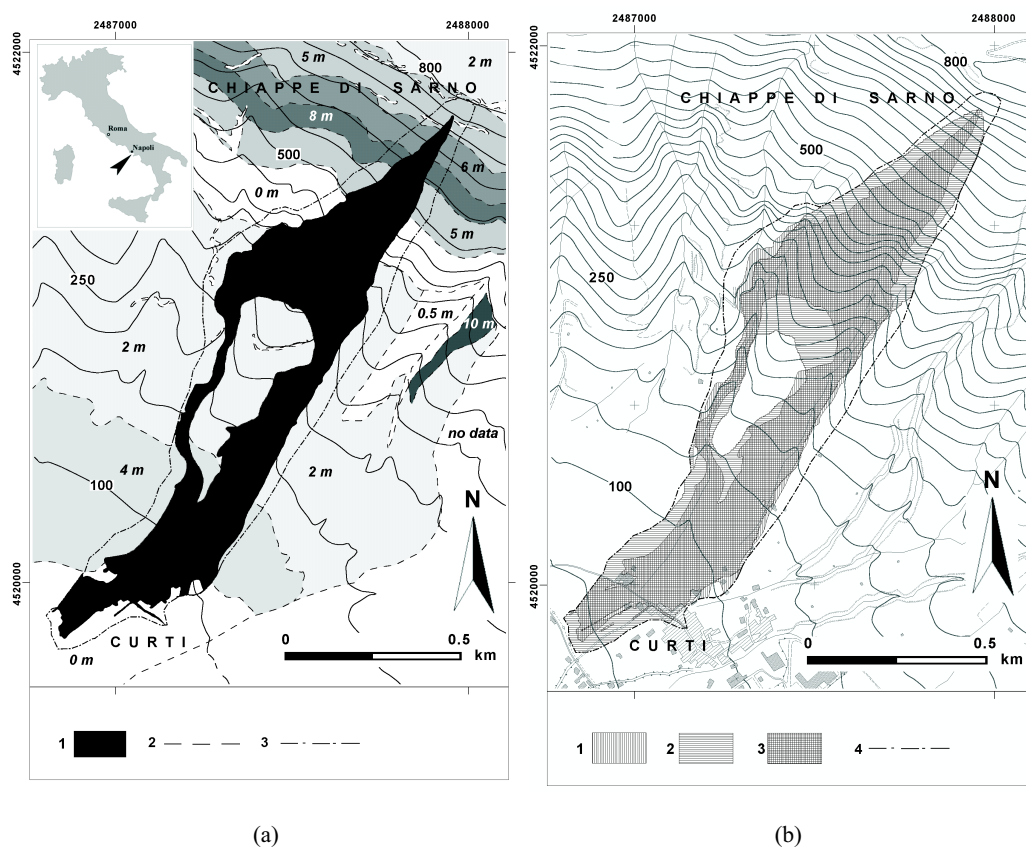 2487000
2488000
4522000
4520000
Roma
Napoli
5 m
2 m
800
CHIAPPE DI SARNO
8 m
500
6 m
0 m
5 m
250
0.5 m
10 m
2 m
no data
4 m
2 m
100
N
CURTI
0 m
0 0.5
km
1 2 3
(a)
2487000
2488000
4522000
4520000
800
CHIAPPE DI SARNO
500
250
100
N
CURTI
0 0.5
km
1 2 3 4
(b)